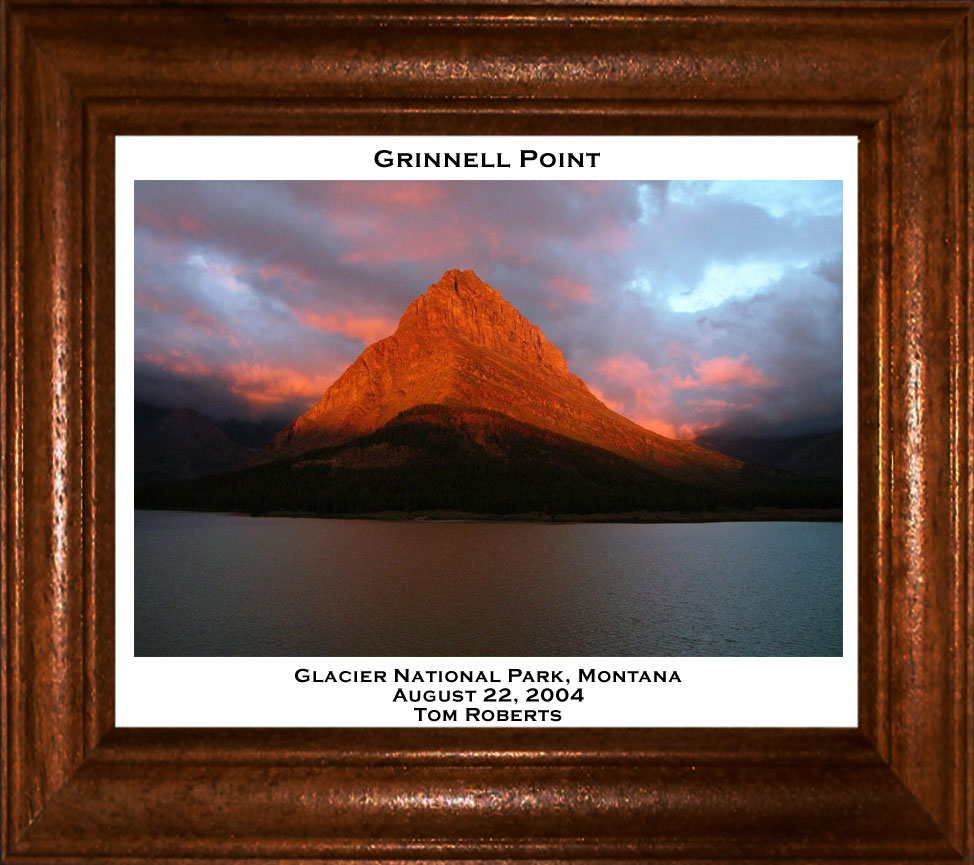 Grinnell Point
Glacier National Park, Montana
August 22, 2004
Tom Roberts